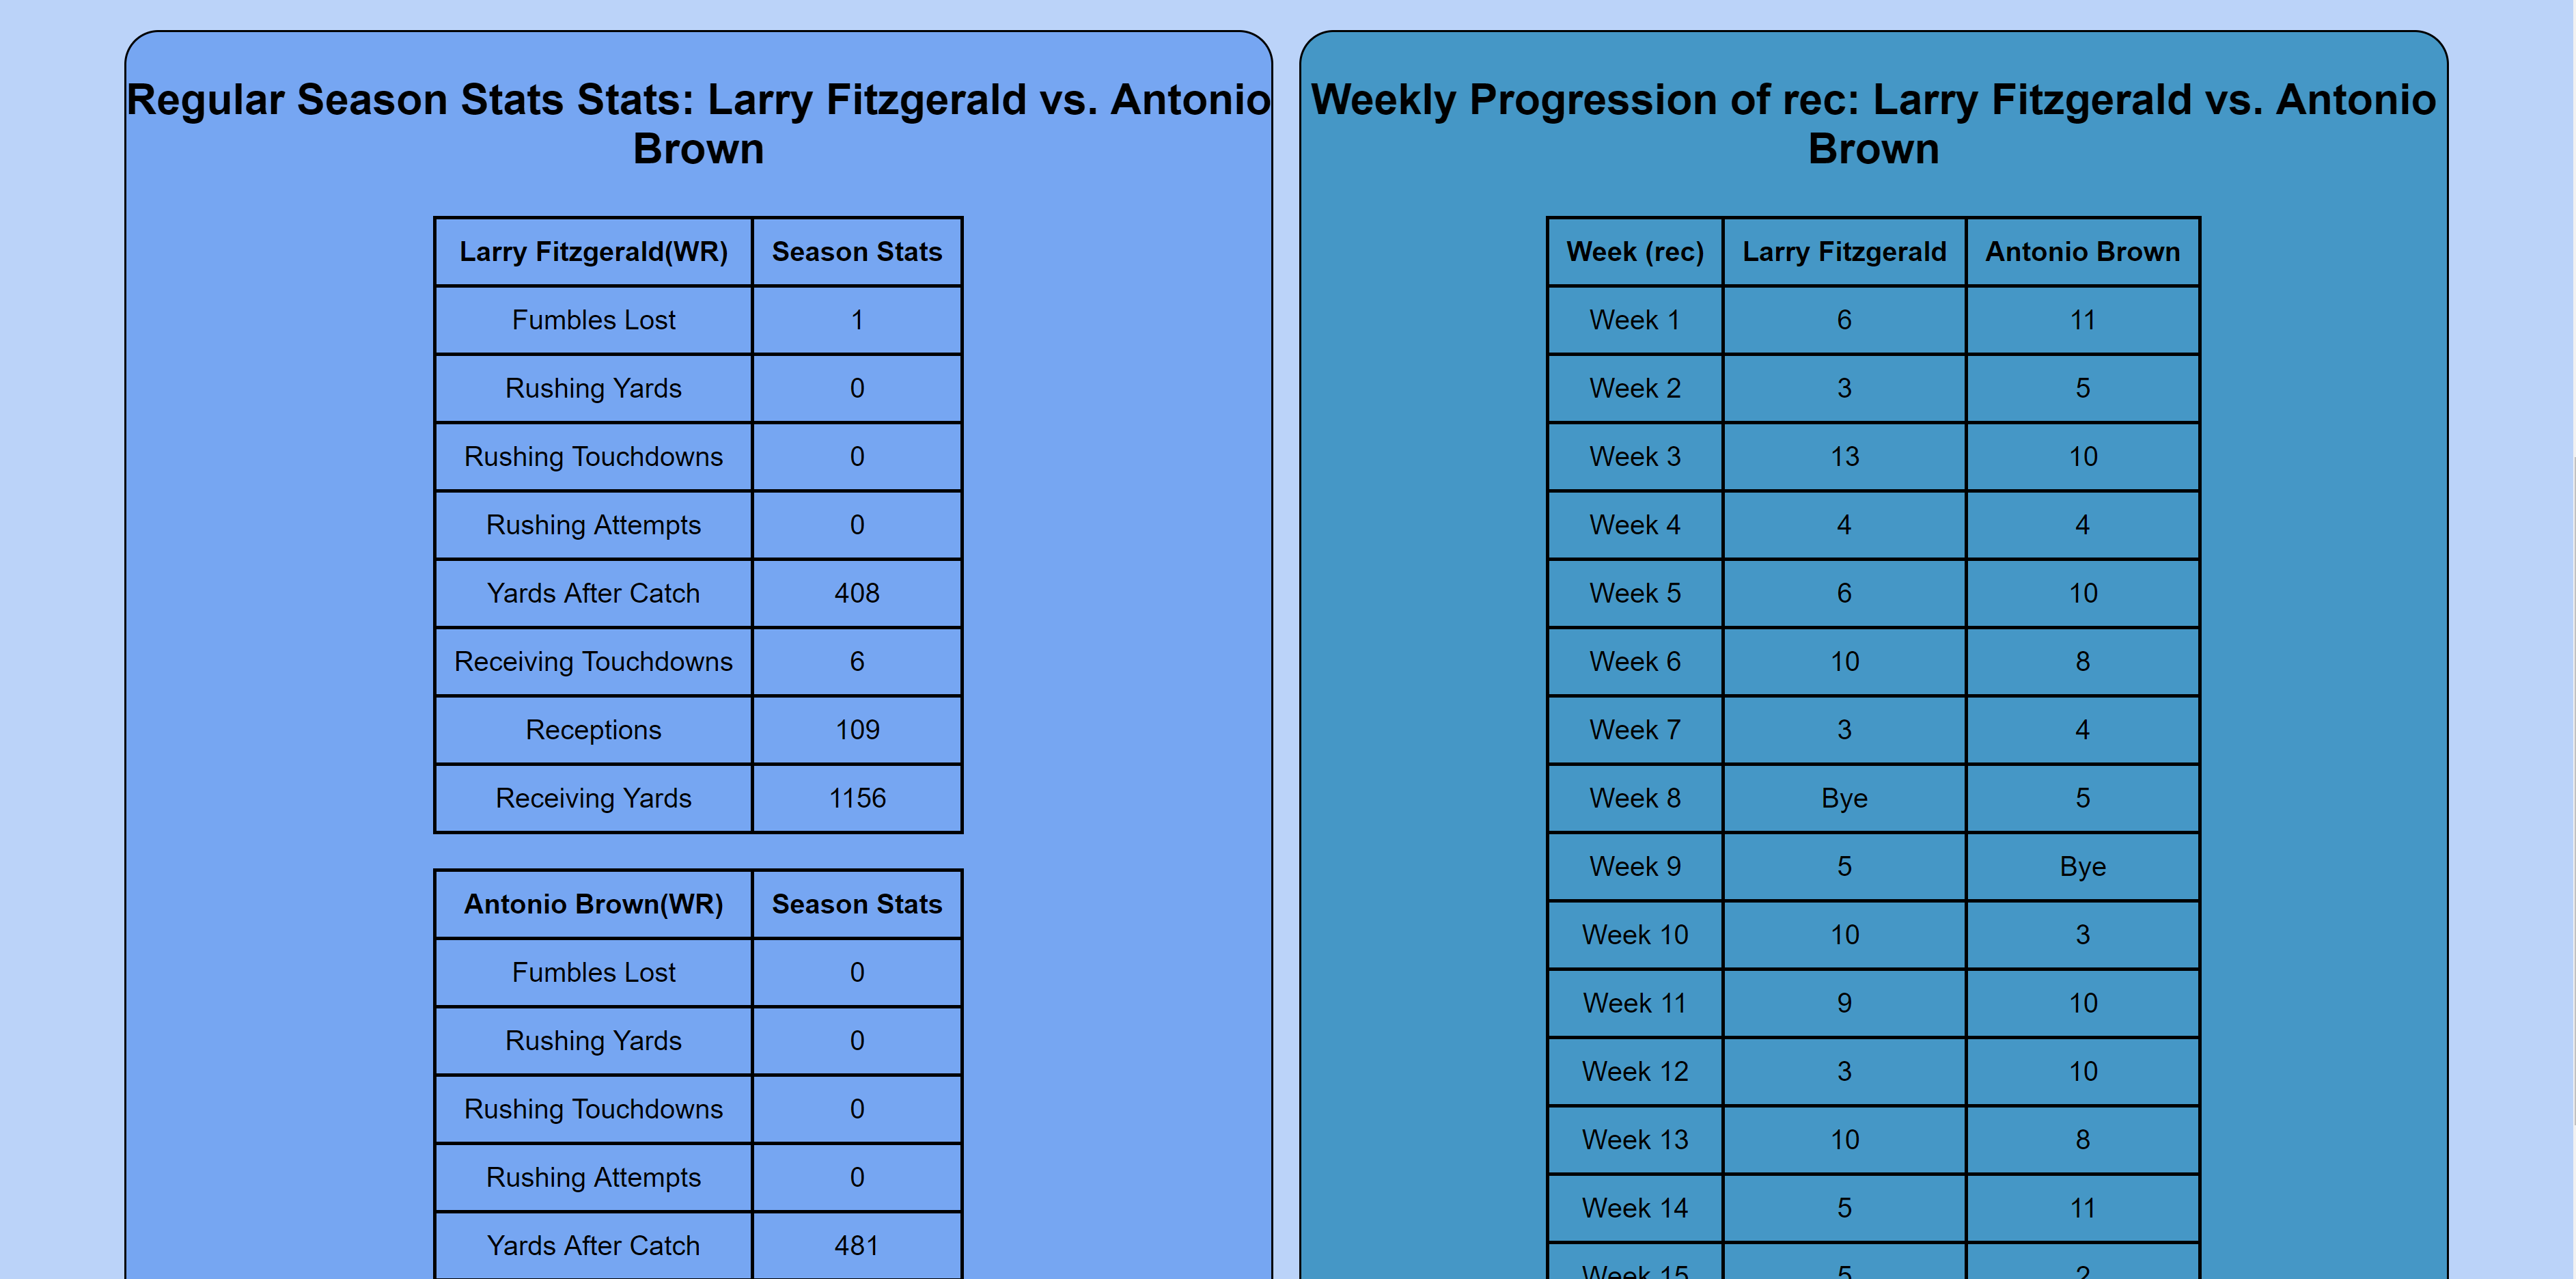 Regular Season Stats Stats: Larry Fitzgerald vs. Antonio
Brown
Larry Fitzgerald(WR) Season Stats
Fumbles Lost 1
Rushing Yards 0
Rushing Touchdowns 0
Rushing Attempts 0
Yards After Catch 408
Receiving Touchdowns 6
Receptions 109
Receiving Yards 1156
Antonio Brown(WR) Season Stats
Fumbles Lost 0
Rushing Yards 0
Rushing Touchdowns 0
Rushing Attempts 0
Yards After Catch 481
Weekly Progression of rec: Larry Fitzgerald vs. Antonio
Brown
Week (rec) Larry Fitzgerald Antonio Brown
Week 1 6 11
Week 2 3 5
Week 3 13 10
Week 4 4 4
Week 5 6 10
Week 6 10 8
Week 7 3 4
Week 8 Bye 5
Week 9 5 Bye
Week 10 10 3
Week 11 9 10
Week 12 3 10
Week 13 10 8
Week 14 5 11
Week 15 5 2